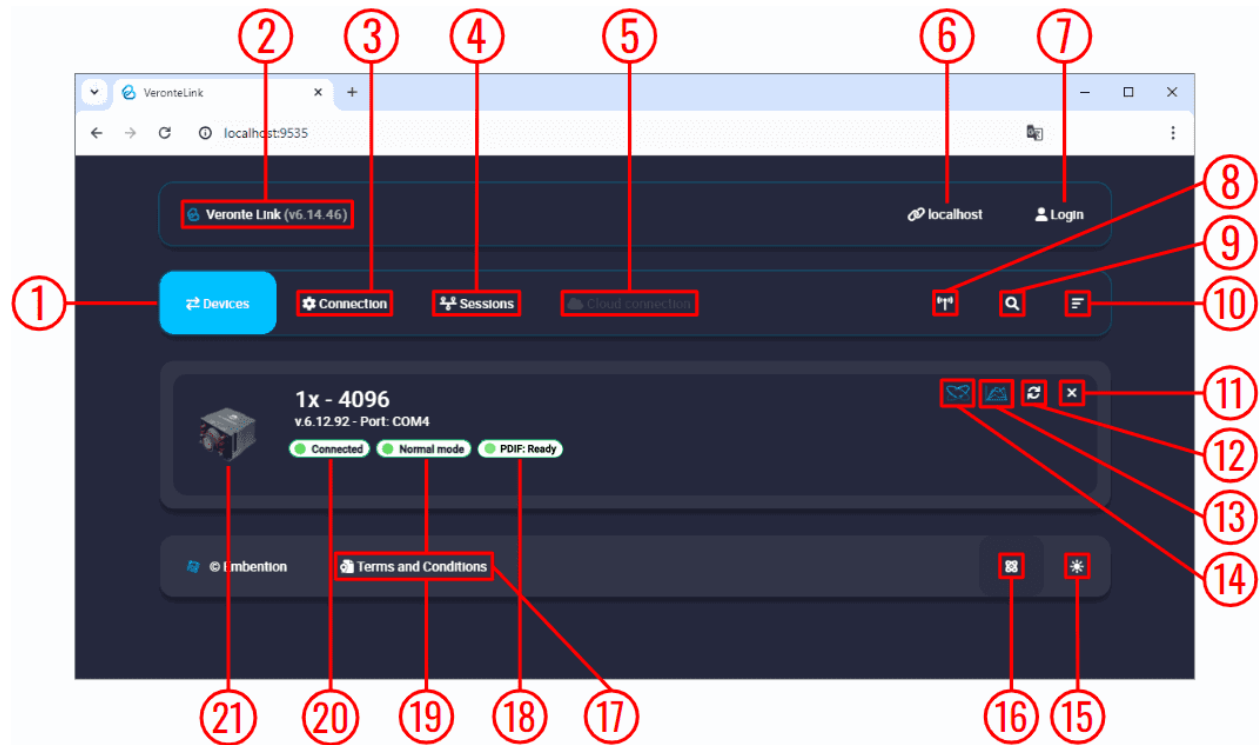 2 3 4 5 6 7
VeronteLink
localhost:9535
8
Veronte Link (v6.14.46) localhost Login
9
1 Devices Connection Sessions Cloud connection 10
1x - 4096 11
v.6.12.92 - Port: COM4
Connected Normal mode PDIF: Ready 12
13
© Embention Terms and Conditions 14
21 20 19 18 17 16 15